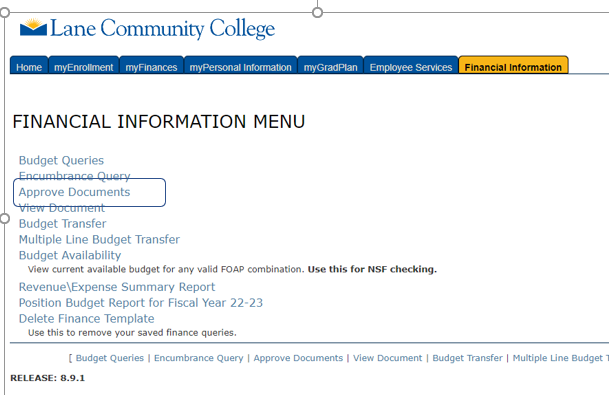 Lane Community College
Home myEnrollment myFinances myPersonal Information myGradPlan Employee Services Financial Information
FINANCIAL INFORMATION MENU
Budget Queries
Encumbrance Query
Approve Documents
View Document
Budget Transfer
Multiple Line Budget Transfer
Budget Availability
View current available budget for any valid FOAP combination. Use this for NSF checking.
Revenue\Expense Summary Report
Position Budget Report for Fiscal Year 22-23
Delete Finance Template
Use this to remove your saved finance queries.
[ Budget Queries | Encumbrance Query | Approve Documents | View Document | Budget Transfer | Multiple Line Budget T
RELEASE: 8.9.1